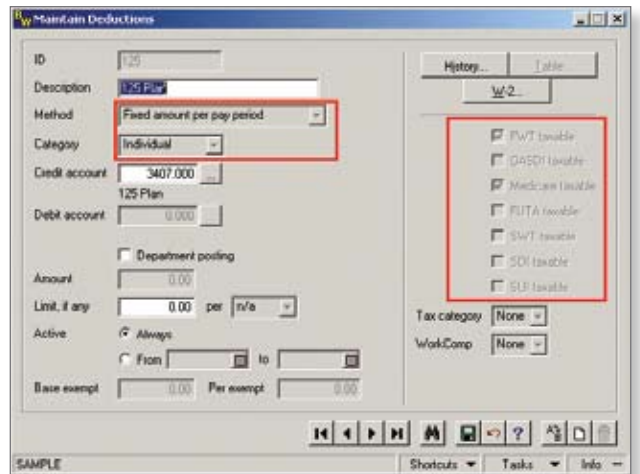 BW Maintain Deductions
ID 125
Description 125 Plan
Method Fixed amount per pay period
Category Individual
Credit account 3407.000 ...
125 Plan
Debit account 0.000
Department posting
Amount 0.00
Limit, if any 0.00 per n/a
Active Always
From to
Base exempt 0.00 Per exempt 0.00
History... Table
W-2...
FWT taxable
OASDI taxable
Medicare taxable
FUTA taxable
SWT taxable
SDI taxable
SUI taxable
Tax category None
WorkComp None
SAMPLE Shortcuts Tasks Info